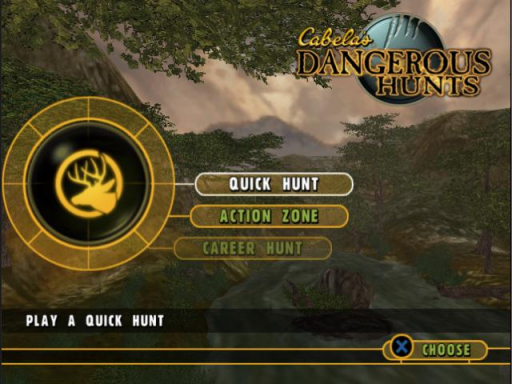 Cabela's
DANGEROUS
HUNTS
QUICK HUNT
ACTION ZONE
CAREER HUNT
PLAY A QUICK HUNT
CHOOSE